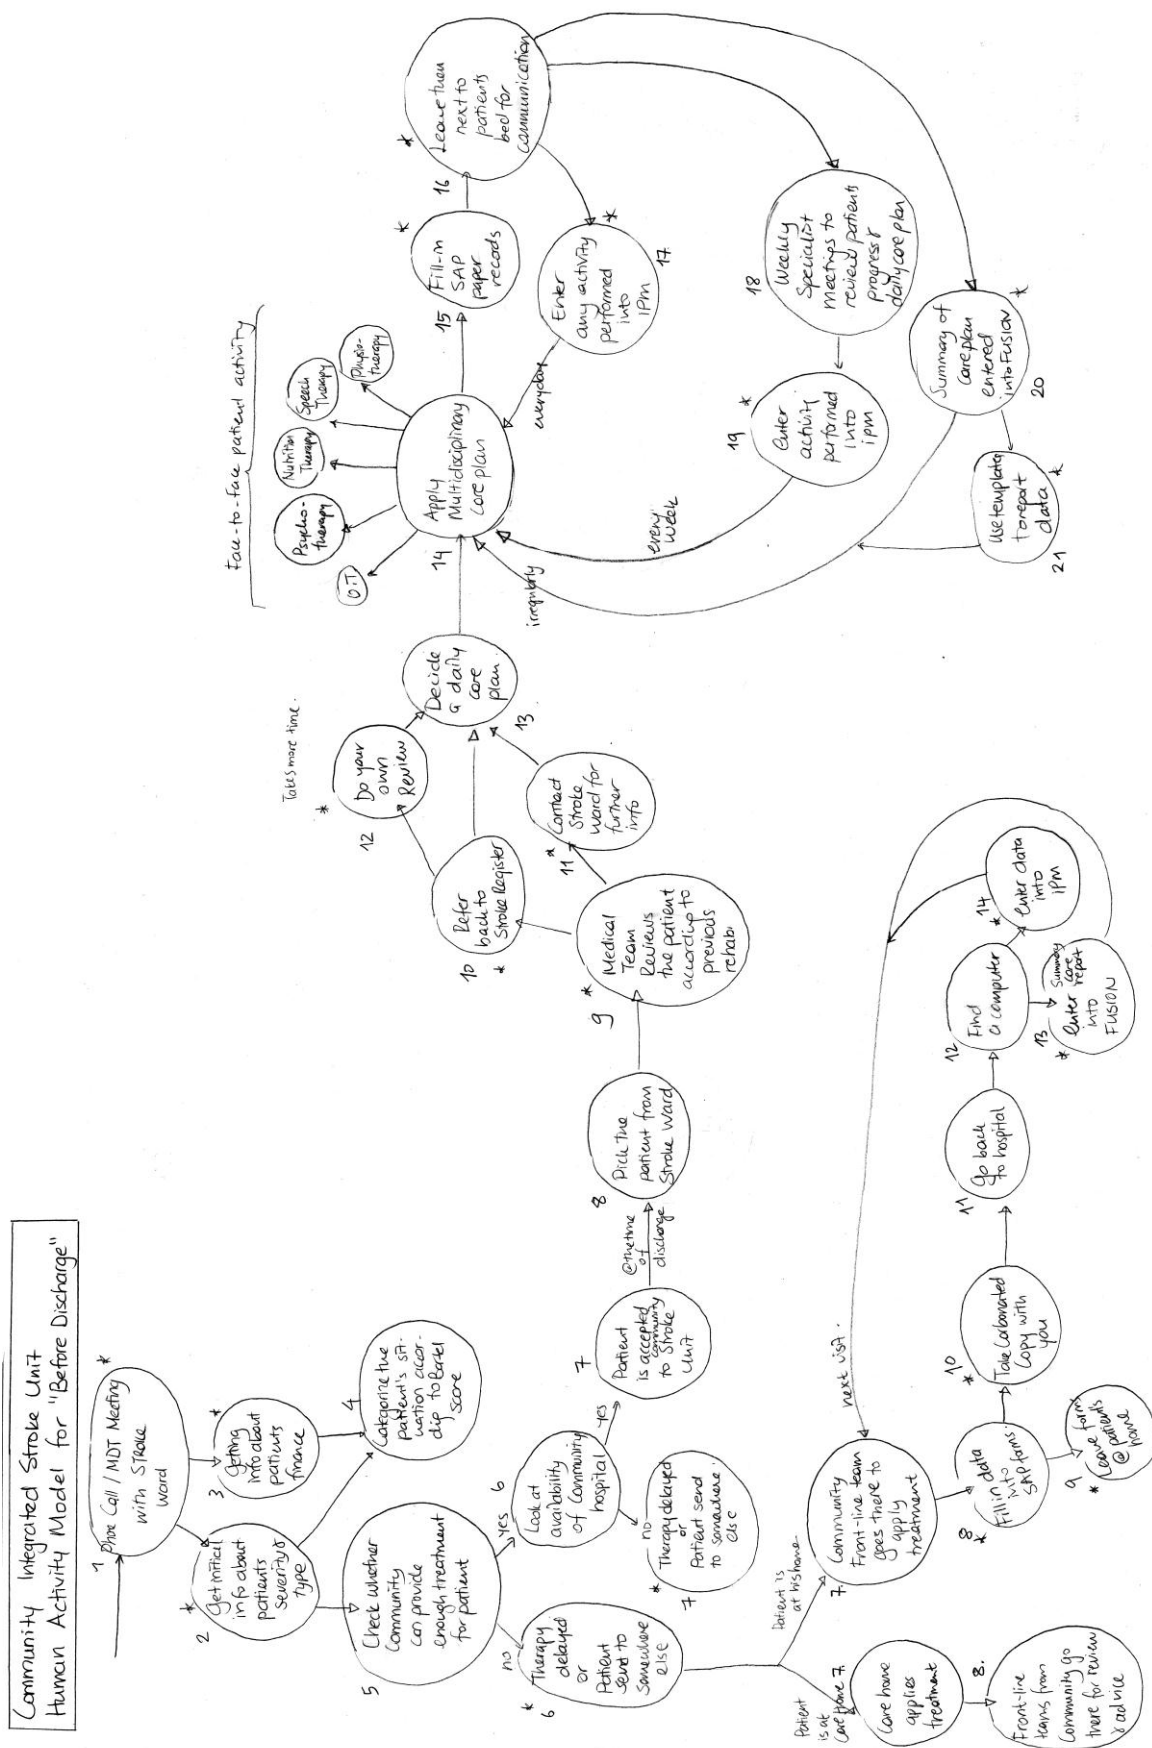 Community Integrated Stroke Unit
Human Activity Model for "Before Discharge"
1
Phone Call / MDT Meeting
with Stroke
ward
*
2
*
Get initial
info about
patients
severity &
type
3
*
Getting
info about
patients
finance
4
Categorize the
patient's sit-
uation accor-
dip to Bartel
score
5
Check whether
Community
can provide
enough treatment
for patient
yes
6
Look at
availability
of Community
hospital
no
* 6
Therapy
delayed
or
Patient
sent to
somewhere
else
yes
7
Patient
is accepted
community
to Stroke
Unit
no
* 7
Therapy delayed
or
Patient send
to somewhere
else
@the time
of
discharge
8
Pick the
patient from
Stroke Ward
9 *
Medical
Team
Reviews
the patient
accordip to
previous
rehabi
10
*
Refer
back to
Stroke Register
11 *
Contact
Stroke
Ward for
further
info
12
*
Do your
own
Review
Takes more time.
13
Decide
a daily
care
plan
14
Apply
Multidisciplinary
Care plan
Face-to-face patient activity
O.T
Psycho-
therapy
Nutrition
Therapy
Speech
Therapy
Physio-
therapy
15
*
Fill-in
SAP
paper
records
16
*
Leave them
next to
patients
bed for
communication
17
*
Enter
any activity
performed
into
iPm
everyday
18
Weekly
Specialist
meetings to
review patients
progress &
daily care plan
19
*
Enter
activity
performed
into
ipm
every
week
20
*
Summary of
Care plan
entered
into FUSION
21
*
Use templates
to report
data
irregularly
Patient is
at his home
7.
Community
Front-line team
goes there to
apply
treatment
next visit.
8
*
Fill in data
into
SAP forms
9
*
Leave forms
@ patients
home
10
*
Take Carbonated
Copy with
you
11
Go back
to hospital
12
Find
a computer
13
*
Summary
care
report
enter
into
FUSION
14
*
enter data
into
iPM
Patient
is at
Care Home
7.
Care home
applies
treatment
8.
Front-line
teams from
Community go
there for review
& advice